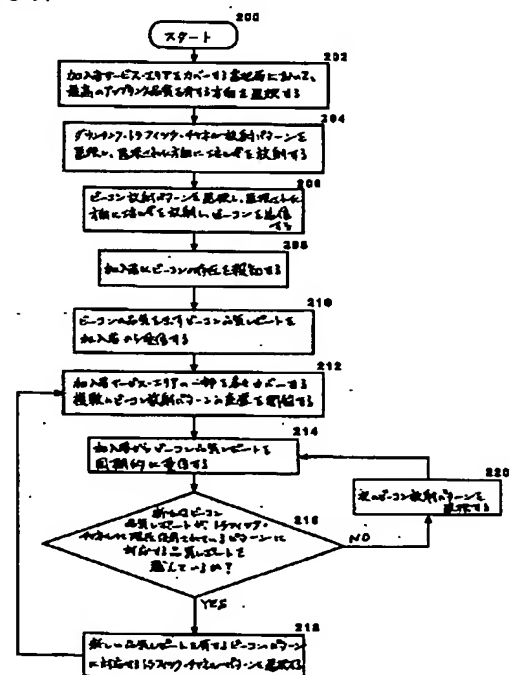 200
スタート
202
加入者サービス・エリアをカバーする基地局において、
最高のアップリンク品質を有する方向を選択する
204
ダウンリンク・トラフィック・チャネル放射パターンを
選択し、選択された方向にエネルギを放射する
206
ビーコン放射パターンを選択し、選択された
方向にエネルギを放射し、ビーコンを送信
する
208
加入者にビーコンの存在を報知する
210
ビーコンの品質を示すビーコン品質レポートを
加入者から受信する
212
加入者サービス・エリアの一部を各々カバーする
複数のビーコン放射パターンの走査を開始する
214
加入者からビーコン品質レポートを
周期的に受信する
220
次のビーコン放射パターンを
選択する
216
新しいビーコン
品質レポートが、トラフィック・
チャネルに現在使用されているパターンに
対応する品質レポートを
越えているか?
NO
YES
218
新しい品質レポートを有するビーコンのパターン
に対応するトラフィック・チャネル・パターンを選択する